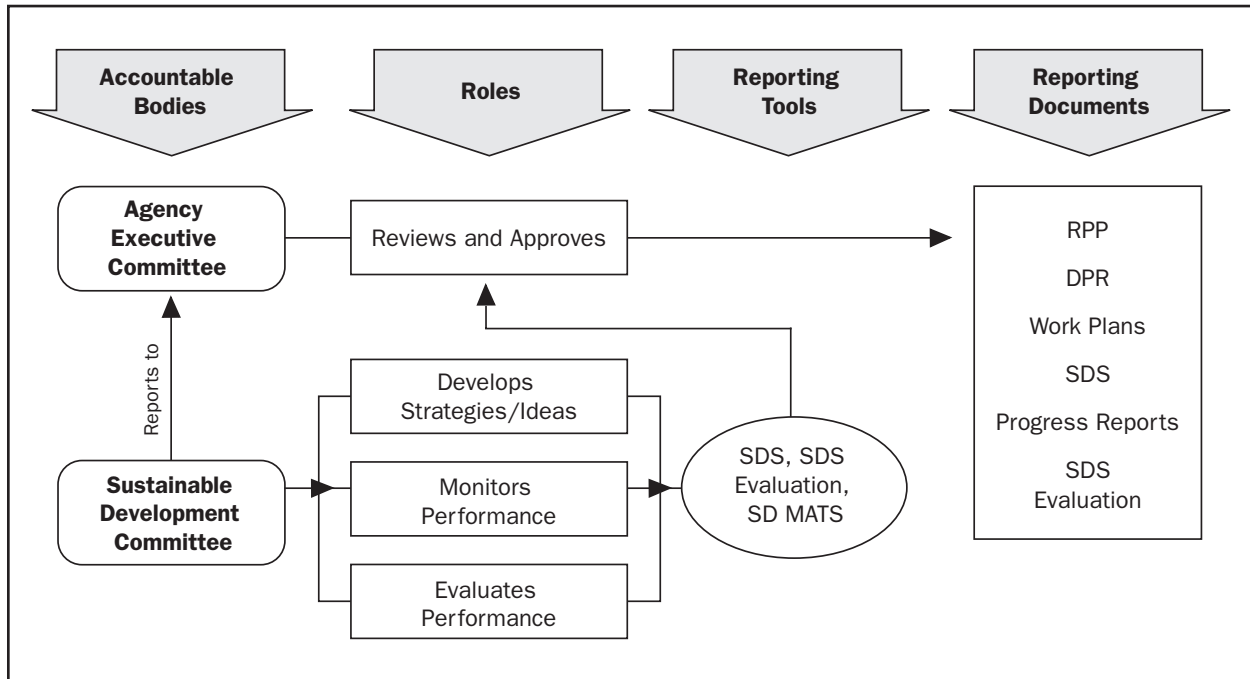 Accountable
Bodies
Roles
Reporting
Tools
Reporting
Documents
Agency
Executive
Committee
Reviews and Approves
RPP
DPR
Work Plans
SDS
Progress Reports
SDS
Evaluation
Reports to
Develops
Strategies/Ideas
Sustainable
Development
Committee
Monitors
Performance
SDS, SDS
Evaluation,
SD MATS
Evaluates
Performance